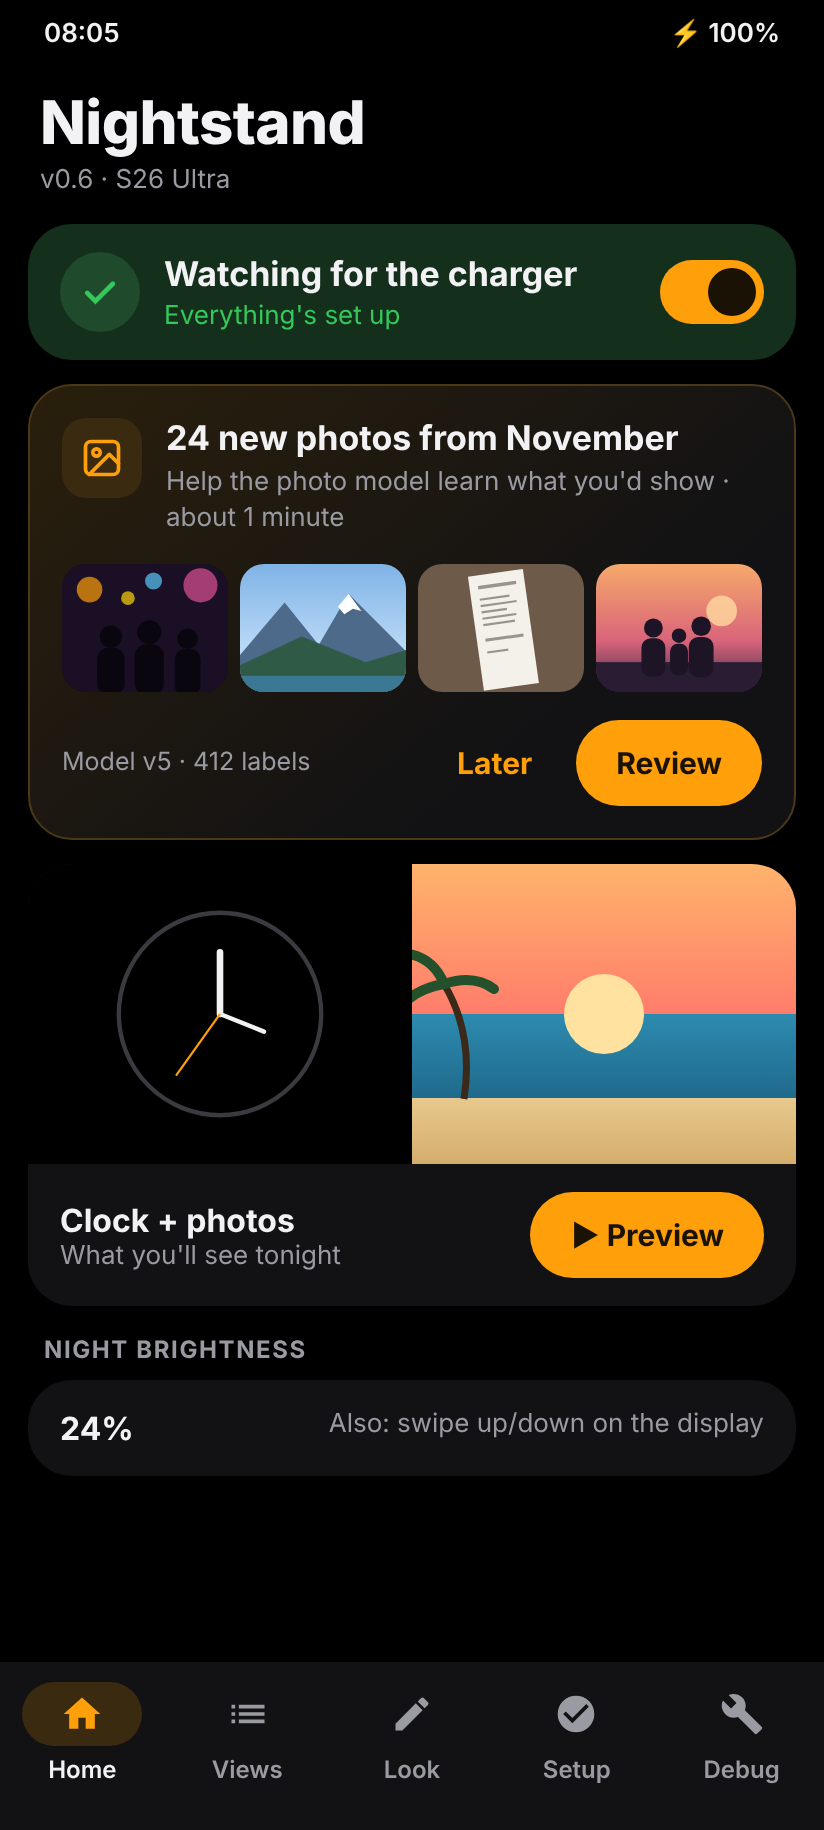 08:05
⚡ 100%
Nightstand
v0.6 · S26 Ultra
Watching for the charger
Everything's set up
24 new photos from November
Help the photo model learn what you'd show ·
about 1 minute
Model v5 · 412 labels
Later
Review
Clock + photos
What you'll see tonight
▶ Preview
NIGHT BRIGHTNESS
24%
Also: swipe up/down on the display
Home
Views
Look
Setup
Debug